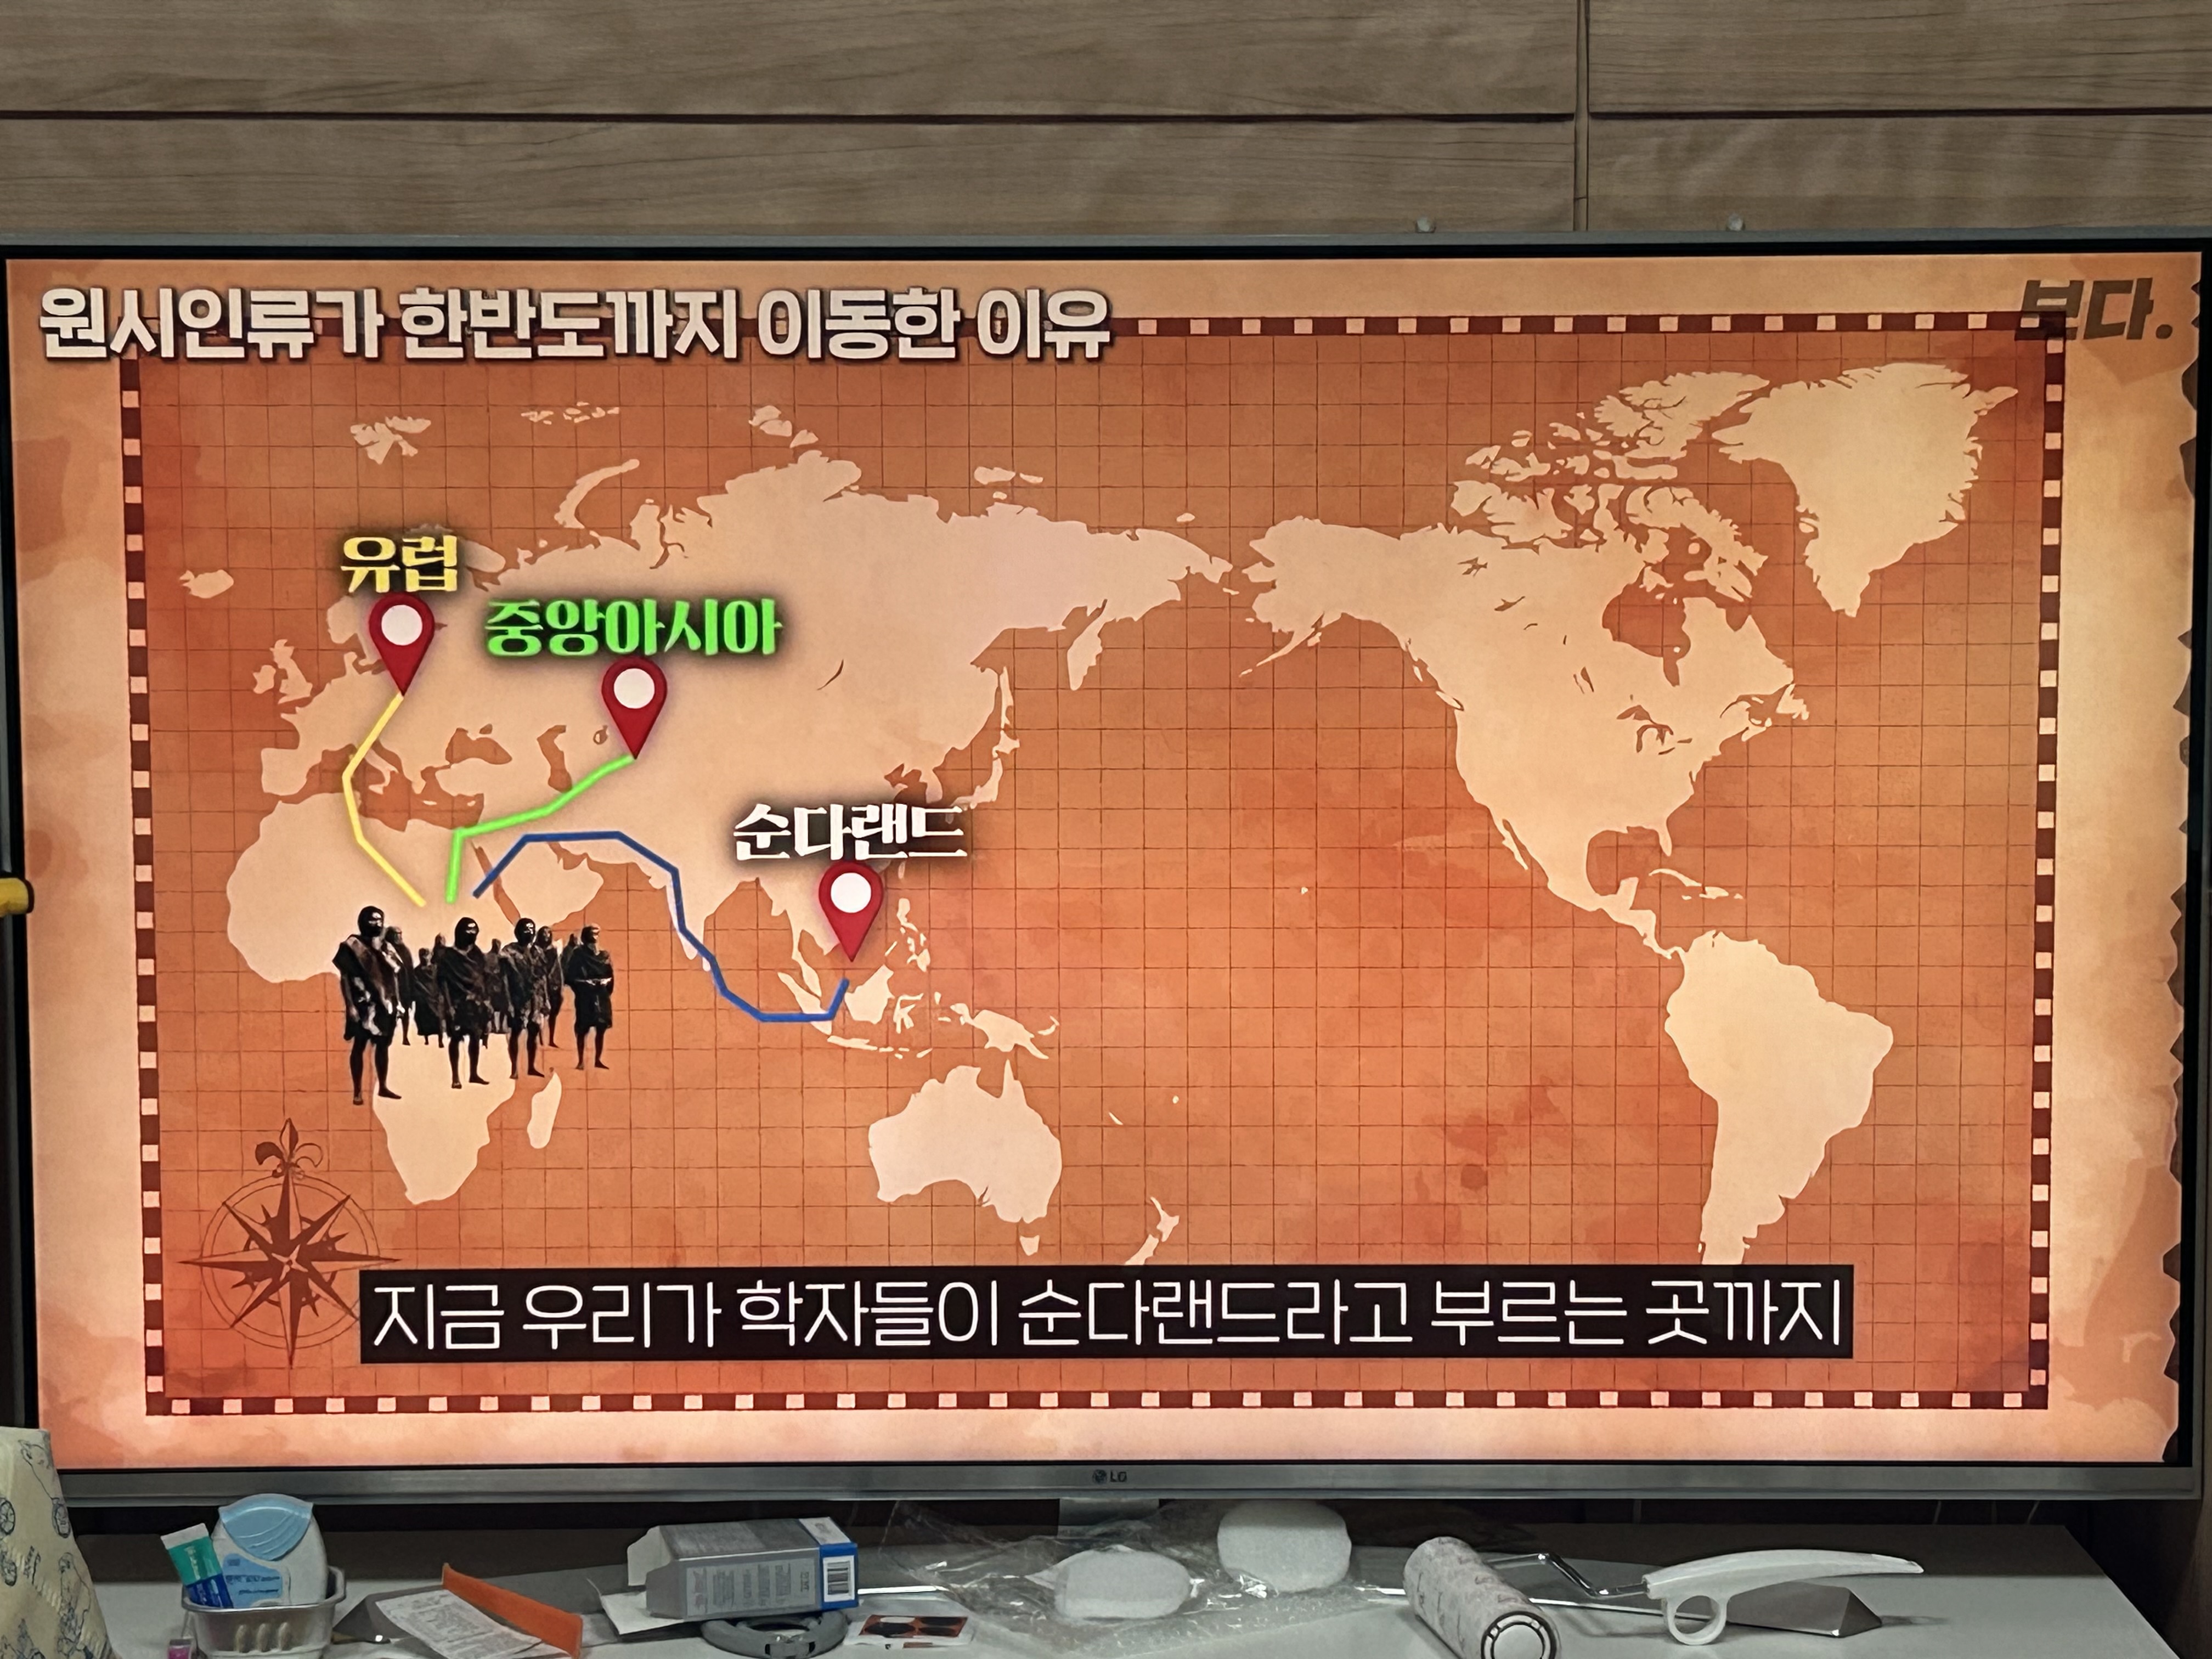 원시인류가 한반도까지 이동한 이유
보다.
유럽
중앙아시아
순다랜드
지금 우리가 학자들이 순다랜드라고 부르는 곳까지
LG